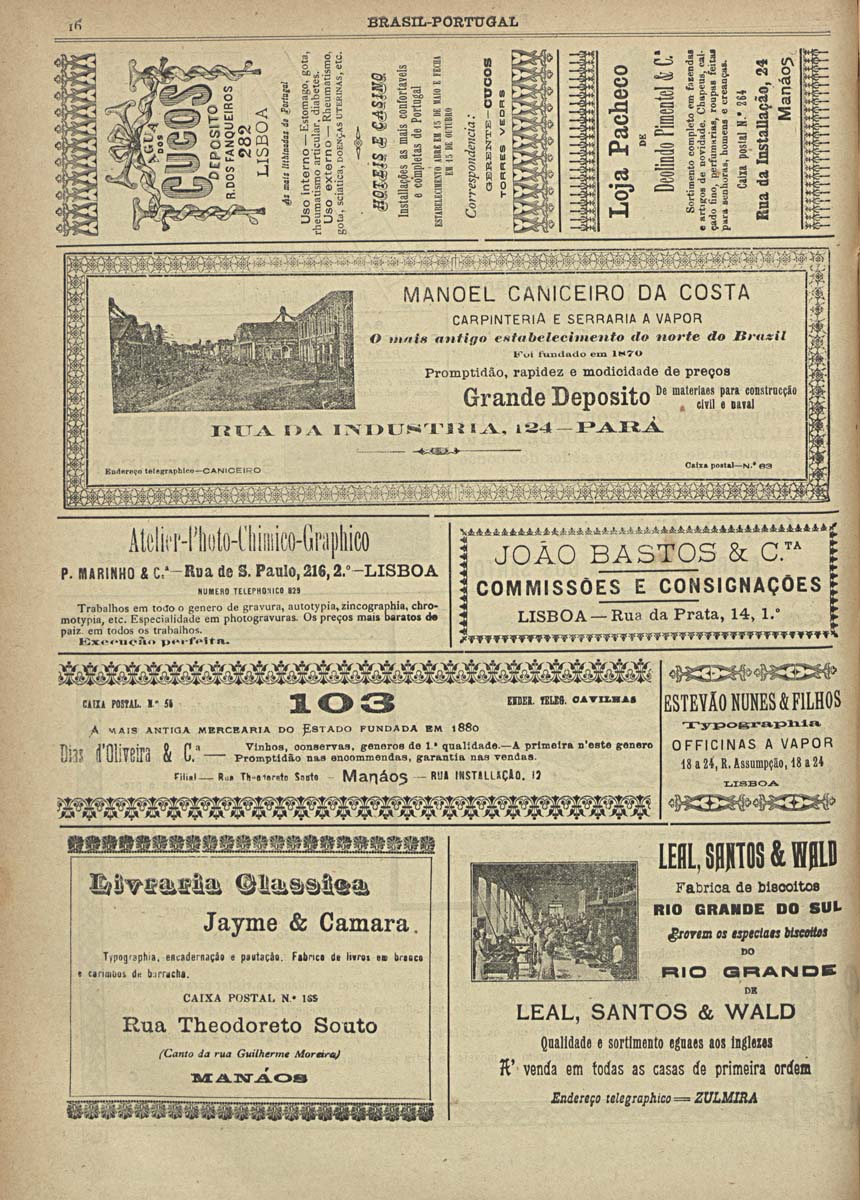 16
BRASIL-PORTUGAL
AGUA
DOS
CUCOS
DEPOSITO
R. DOS FANQUEIROS
282
LISBOA
As mais lithinadas de Portugal
Uso interno — Estomago, gota,
rheumatismo articular, diabetes.
Uso externo — Rheumatismo,
gota, sciatica, DOENÇAS UTERINAS, etc.
HOTEIS E CASINO
Installações as mais confortaveis
e completas de Portugal
ESTABELECIMENTO ABRE EM 15 DE MAIO E FECHA
EM 15 DE OUTUBRO
Correspondencia:
GERENTE—CUCOS
TORRES VEDRS
Loja Pacheco
DE
Deolindo Pimentel & C.ª
Sortimento completo em fazendas
e artigos de novidade. Chapeus, cal-
çado fino, perfumarias, roupas feitas
para senhoras, homens e creanças.
Caixa postal N.º 264
Rua da Installação, 24
Manáos
MANOEL CANICEIRO DA COSTA
CARPINTERIA E SERRARIA A VAPOR
O mais antigo estabelecimento do norte do Brazil
Foi fundado em 1870
Promptidão, rapidez e modicidade de preços
Grande Deposito De materiaes para construcção
civil e naval
RUA DA INDUSTRIA, 124—PARÁ
Endereço telegraphico—CANICEIRO
Caixa postal—N.º 63
Atelier-Photo-Chimico-Graphico
P. MARINHO & C.ª—Rua de S. Paulo, 216, 2.º—LISBOA
NUMERO TELEPHONICO 829
Trabalhos em todo o genero de gravura, autotypia, zincographia, chro-
motypia, etc. Especialidade em photogravuras. Os preços mais baratos do
paiz em todos os trabalhos.
Execução perfeita.
JOÃO BASTOS & C.TA
COMMISSÕES E CONSIGNAÇÕES
LISBOA—Rua da Prata, 14, 1.º
CAIXA POSTAL. N.º 56
103
ENDER. TELEG. CAVILHAS
A MAIS ANTIGA MERCEARIA DO ESTADO FUNDADA EM 1880
Dias d'Oliveira & C.ª — Vinhos, conservas, generos de 1.ª qualidade.—A primeira n'este genero
Promptidão nas encommendas, garantia nas vendas.
Filial — Rua Theodoreto Souto — Manáos — RUA INSTALLAÇÃO, 12
ESTEVÃO NUNES & FILHOS
Typographia
OFFICINAS A VAPOR
18 a 24, R. Assumpção, 18 a 24
LISBOA
Livraria Classica
Jayme & Camara.
Typographia, encadernação e pautação. Fabrico de livros em branco
e carimbos de borracha.
CAIXA POSTAL N.º 165
Rua Theodoreto Souto
(Canto da rua Guilherme Moreira)
MANÁOS
LEAL, SANTOS & WALD
Fabrica de biscoitos
RIO GRANDE DO SUL
Provem os especiaes biscoitos
DO
RIO GRANDE
DE
LEAL, SANTOS & WALD
Qualidade e sortimento eguaes aos inglezes
A' venda em todas as casas de primeira ordem
Endereço telegraphico = ZULMIRA